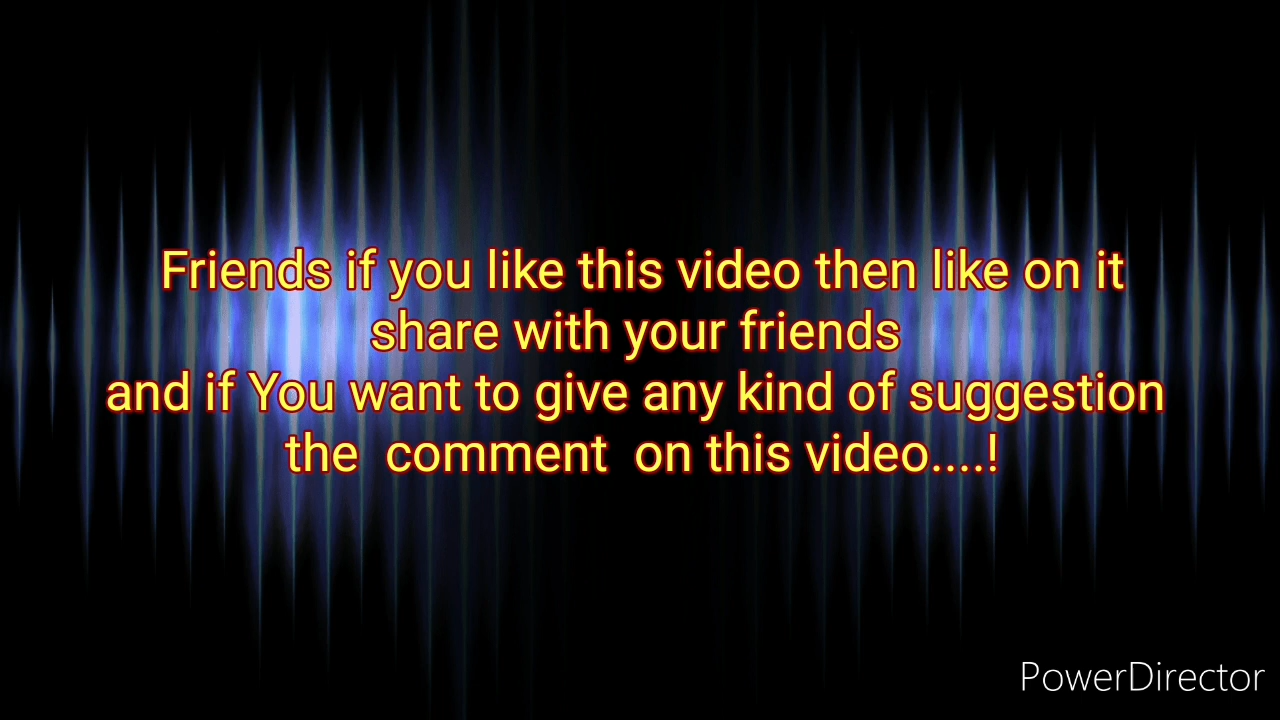 Friends if you like this video then like on it
share with your friends
and if You want to give any kind of suggestion
the comment on this video....!
PowerDirector